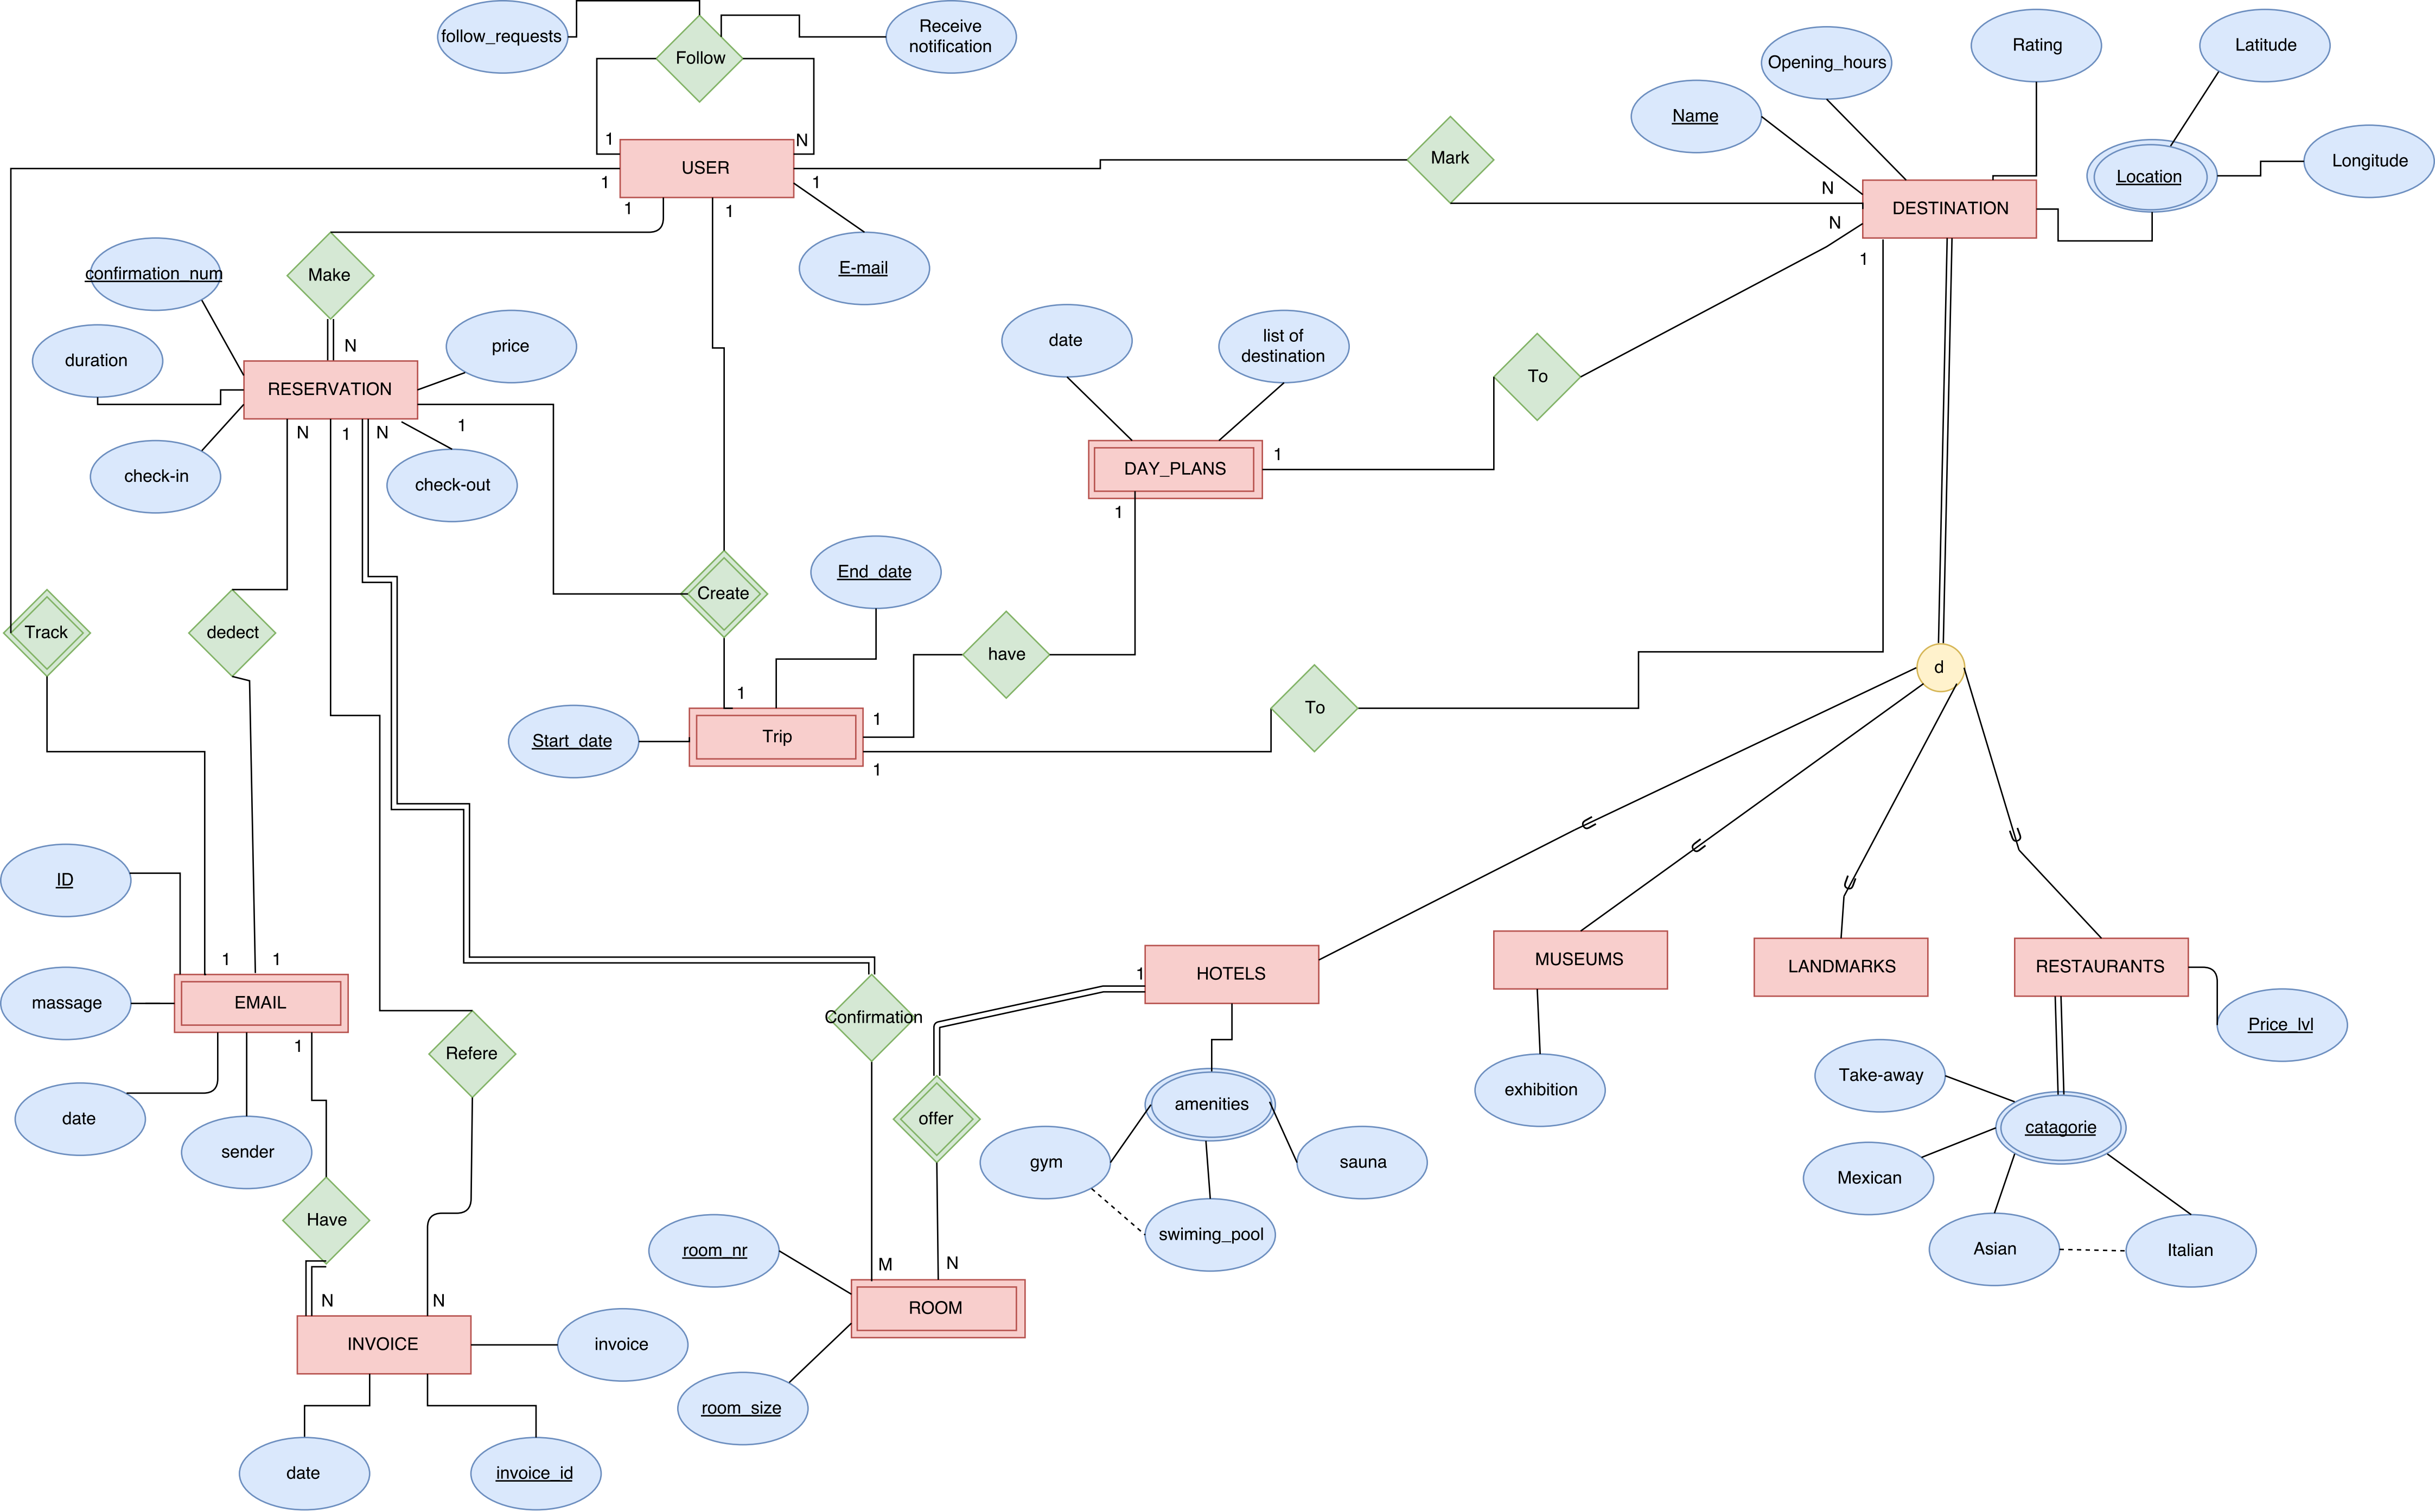 follow_requests
Follow
Receive
notification
Opening_hours
Rating
Latitude
Name
Location
Longitude
1
N
USER
1
1
1
1
Mark
N
DESTINATION
N
1
E-mail
Make
confirmation_num
duration
N
price
RESERVATION
N
1
N
1
check-in
check-out
date
list of
destination
To
DAY_PLANS
1
1
Track
dedect
Create
End_date
have
1
Start_date
Trip
1
1
To
d
U
U
U
U
ID
massage
1
1
EMAIL
1
date
sender
Refere
Confirmation
1
HOTELS
MUSEUMS
LANDMARKS
RESTAURANTS
Price_lvl
offer
amenities
gym
sauna
swiming_pool
exhibition
Take-away
catagorie
Mexican
Asian
Italian
Have
N
N
INVOICE
invoice
date
invoice_id
room_nr
M
N
ROOM
room_size